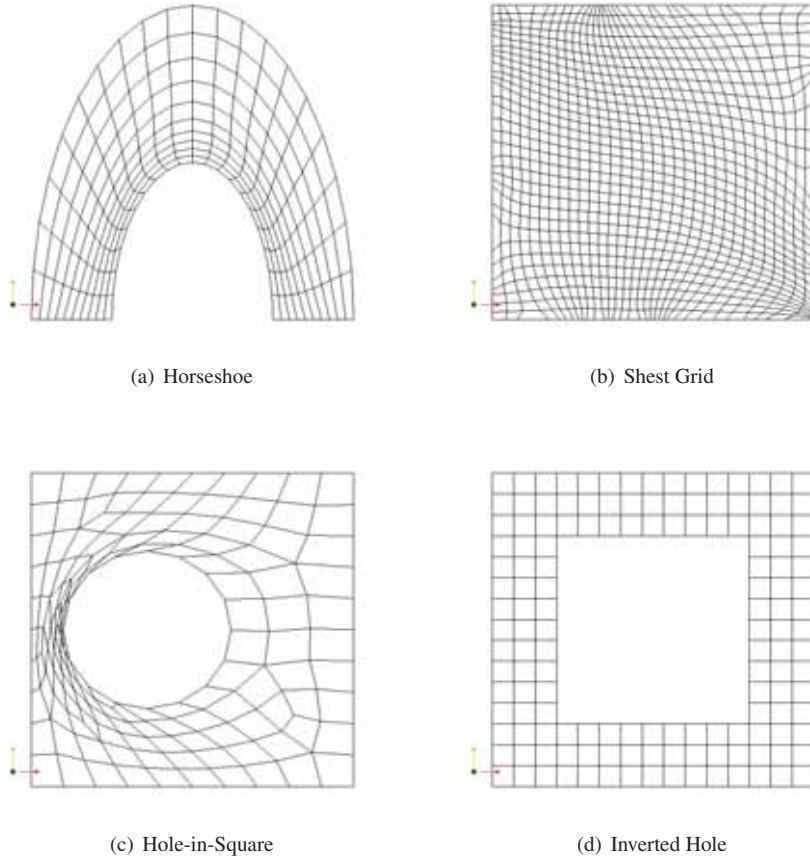 (a) Horseshoe
(b) Shest Grid
(c) Hole-in-Square
(d) Inverted Hole